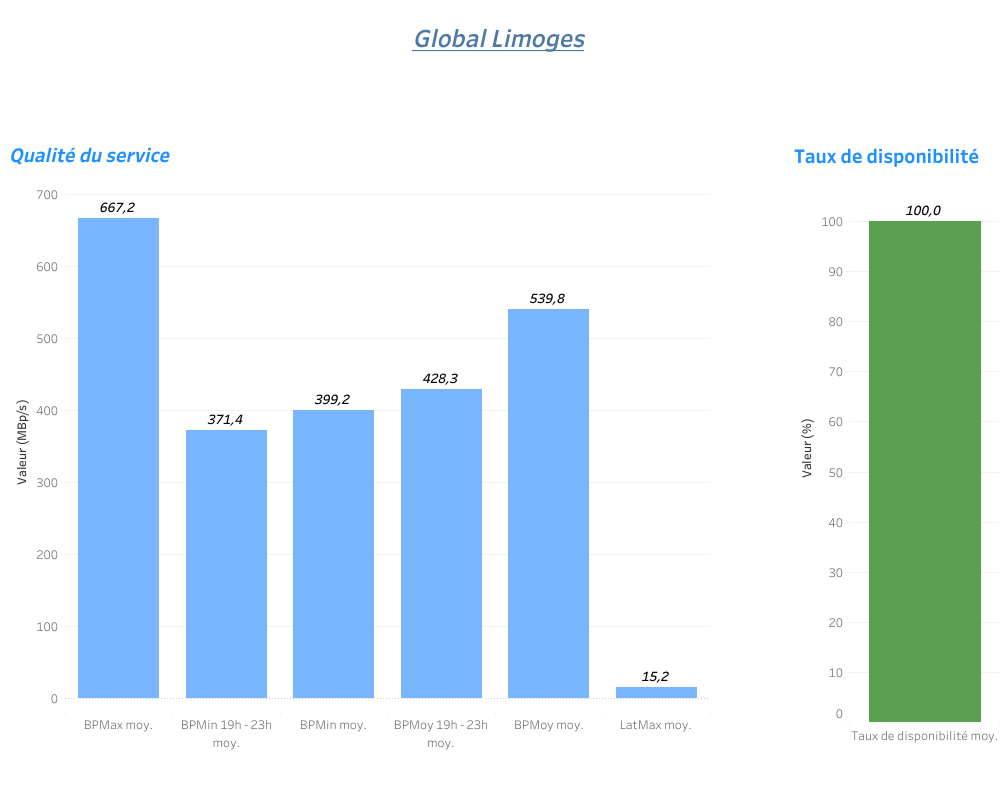 Global Limoges
Qualité du service
Taux de disponibilité
Valeur (MBp/s)
700
600
500
400
300
200
100
0
667,2
371,4
399,2
428,3
539,8
15,2
BPMax moy.
BPMin 19h - 23h
moy.
BPMin moy.
BPMoy 19h - 23h
moy.
BPMoy moy.
LatMax moy.
Valeur (%)
100
90
80
70
60
50
40
30
20
10
0
100,0
Taux de disponibilité moy.